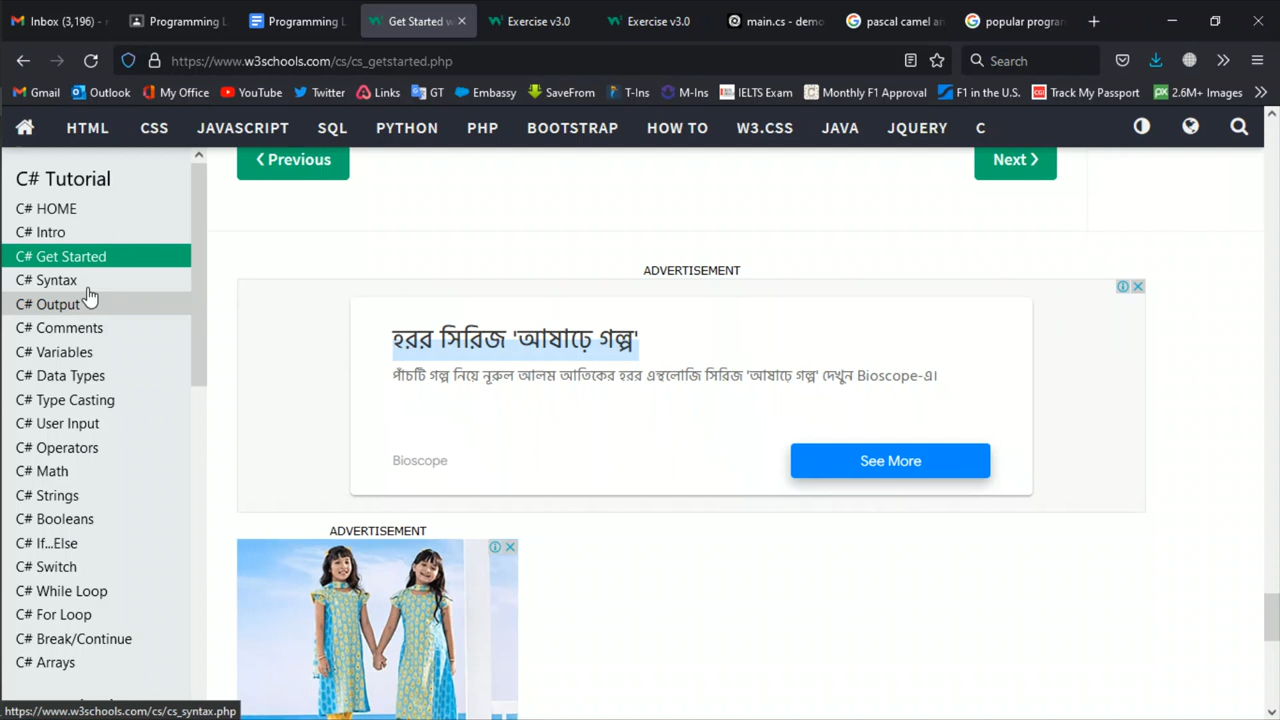 Inbox (3,196) -
Programming L
Programming L
Get Started w
Exercise v3.0
Exercise v3.0
main.cs - demo
pascal camel an
popular progra
https://www.w3schools.com/cs/cs_getstarted.php
Search
Gmail
Outlook
My Office
YouTube
Twitter
Links
GT
Embassy
SaveFrom
T-Ins
M-Ins
IELTS Exam
Monthly F1 Approval
F1 in the U.S.
Track My Passport
2.6M+ Images
HTML
CSS
JAVASCRIPT
SQL
PYTHON
PHP
BOOTSTRAP
HOW TO
W3.CSS
JAVA
JQUERY
C
C# Tutorial
C# HOME
C# Intro
C# Get Started
C# Syntax
C# Output
C# Comments
C# Variables
C# Data Types
C# Type Casting
C# User Input
C# Operators
C# Math
C# Strings
C# Booleans
C# If...Else
C# Switch
C# While Loop
C# For Loop
C# Break/Continue
C# Arrays
❮ Previous
Next ❯
ADVERTISEMENT
হরর সিরিজ 'আষাঢ়ে গল্প'
পাঁচটি গল্প নিয়ে নূরুল আলম আতিকের হরর এন্থলোজি সিরিজ 'আষাঢ়ে গল্প' দেখুন Bioscope-এ।
Bioscope
See More
ADVERTISEMENT
https://www.w3schools.com/cs/cs_syntax.php